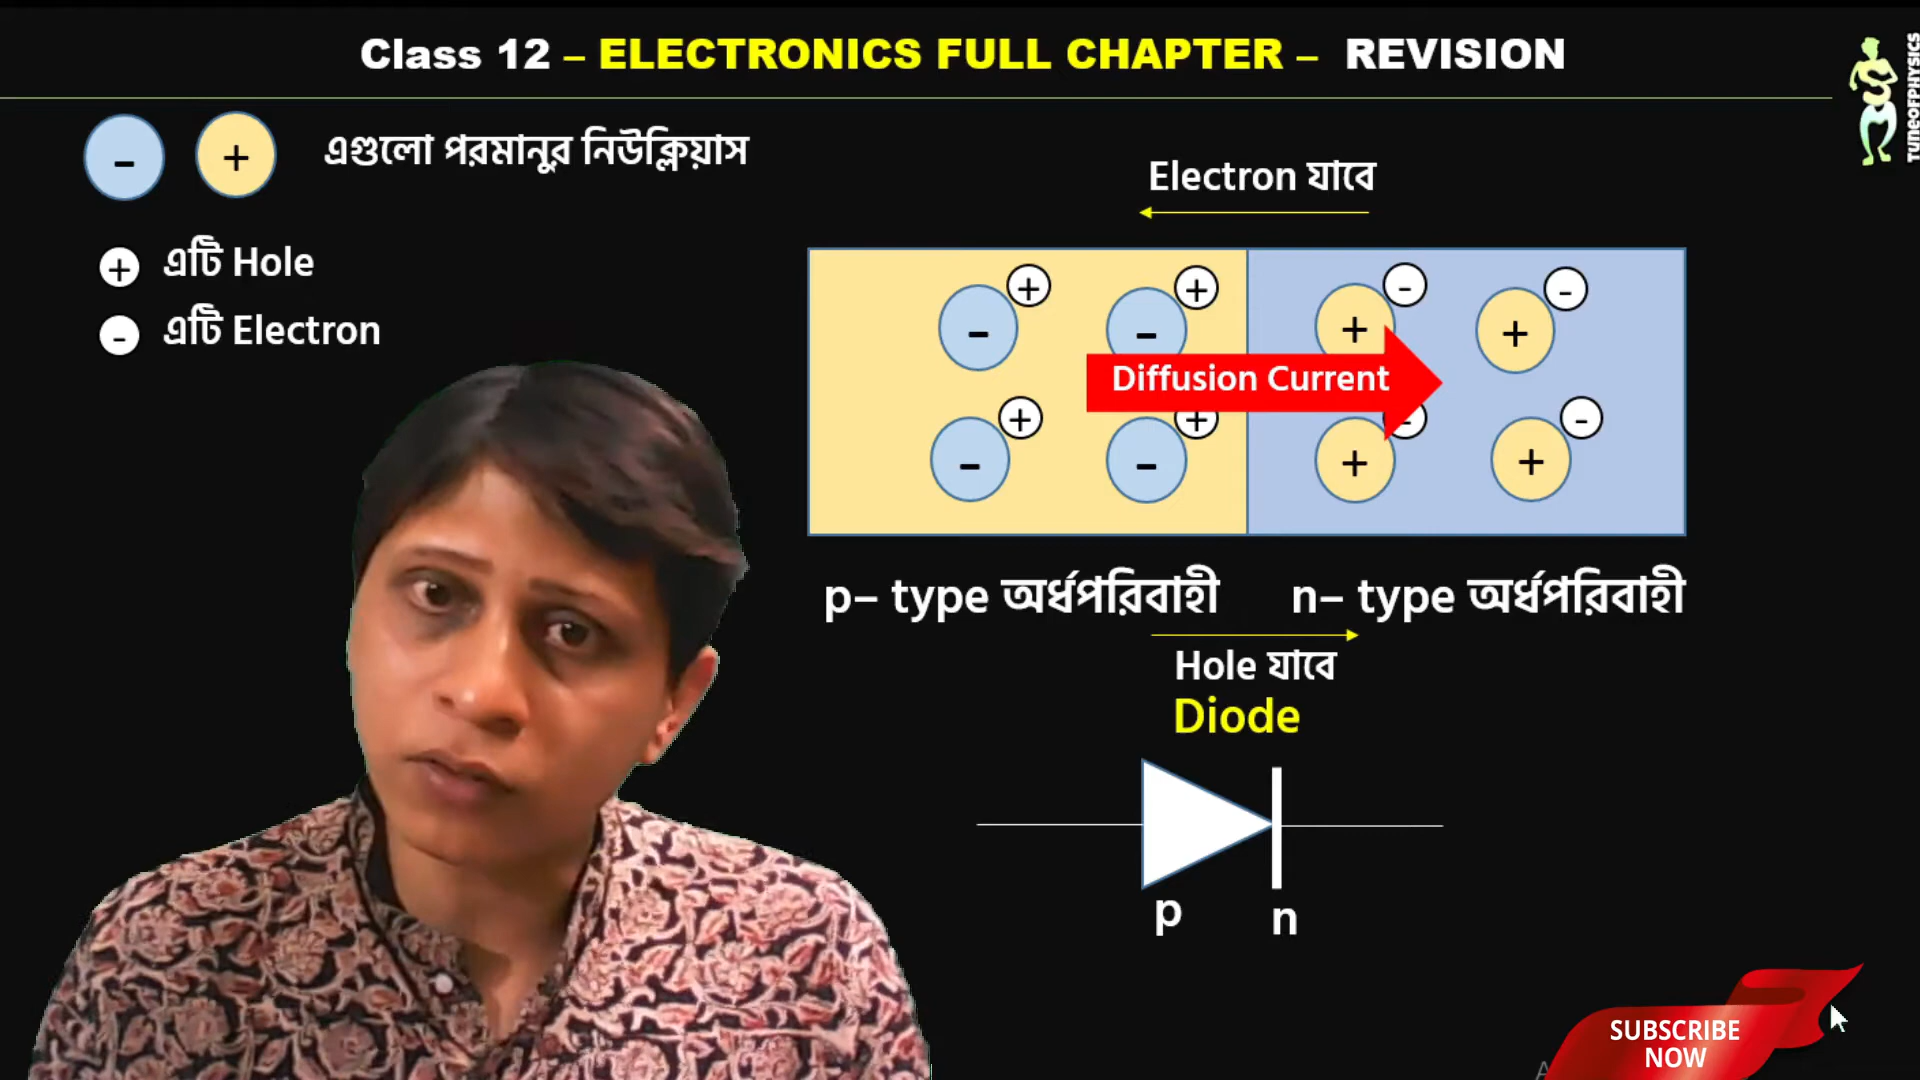 Class 12 – ELECTRONICS FULL CHAPTER – REVISION
TUNEOFPHYSICS
- + এগুলো পরমানুর নিউক্লিয়াস
+ এটি Hole
- এটি Electron
Electron যাবে
+ + - -
- - + +
Diffusion Current
+ + - -
- - + +
p– type অর্ধপরিবাহী n– type অর্ধপরিবাহী
Hole যাবে
Diode
p n
SUBSCRIBE
NOW